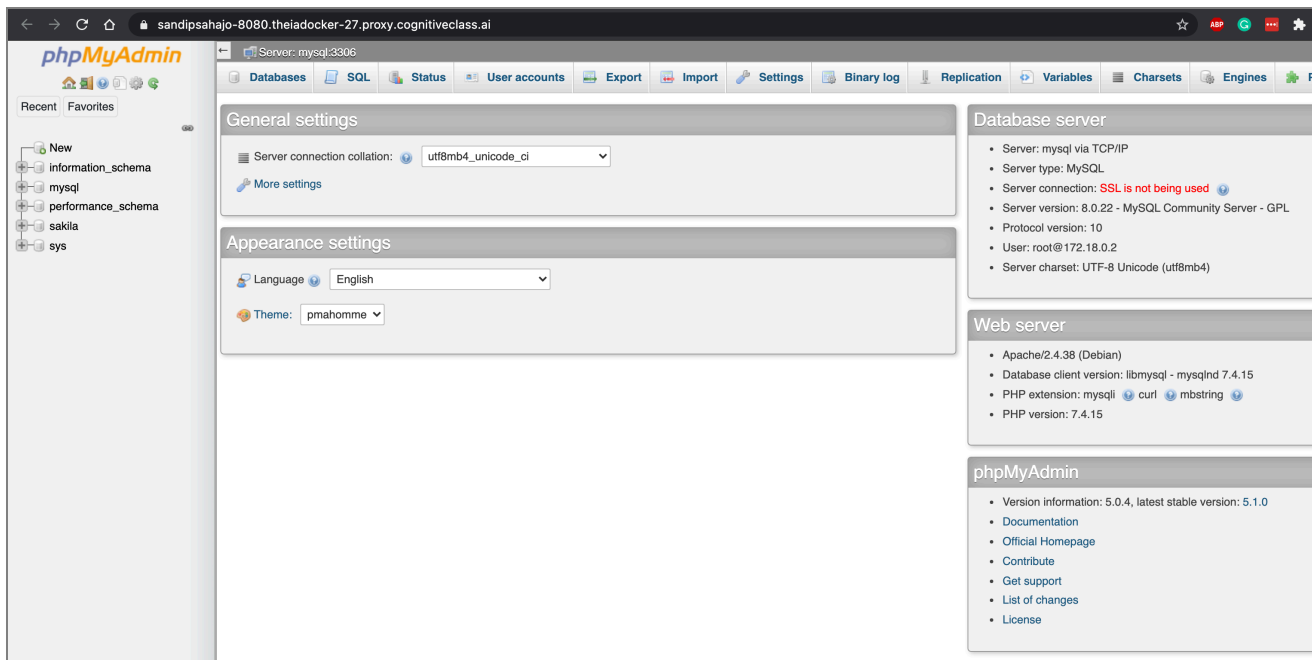 sandipsahajo-8080.theiadocker-27.proxy.cognitiveclass.ai
ABP
phpMyAdmin
Recent Favorites
New
information_schema
mysql
performance_schema
sakila
sys
Server: mysql:3306
Databases SQL Status User accounts Export Import Settings Binary log Replication Variables Charsets Engines
General settings
Server connection collation: utf8mb4_unicode_ci
More settings
Appearance settings
Language English
Theme: pmahomme
Database server
Server: mysql via TCP/IP
Server type: MySQL
Server connection: SSL is not being used
Server version: 8.0.22 - MySQL Community Server - GPL
Protocol version: 10
User: root@172.18.0.2
Server charset: UTF-8 Unicode (utf8mb4)
Web server
Apache/2.4.38 (Debian)
Database client version: libmysql - mysqlnd 7.4.15
PHP extension: mysqli curl mbstring
PHP version: 7.4.15
phpMyAdmin
Version information: 5.0.4, latest stable version: 5.1.0
Documentation
Official Homepage
Contribute
Get support
List of changes
License